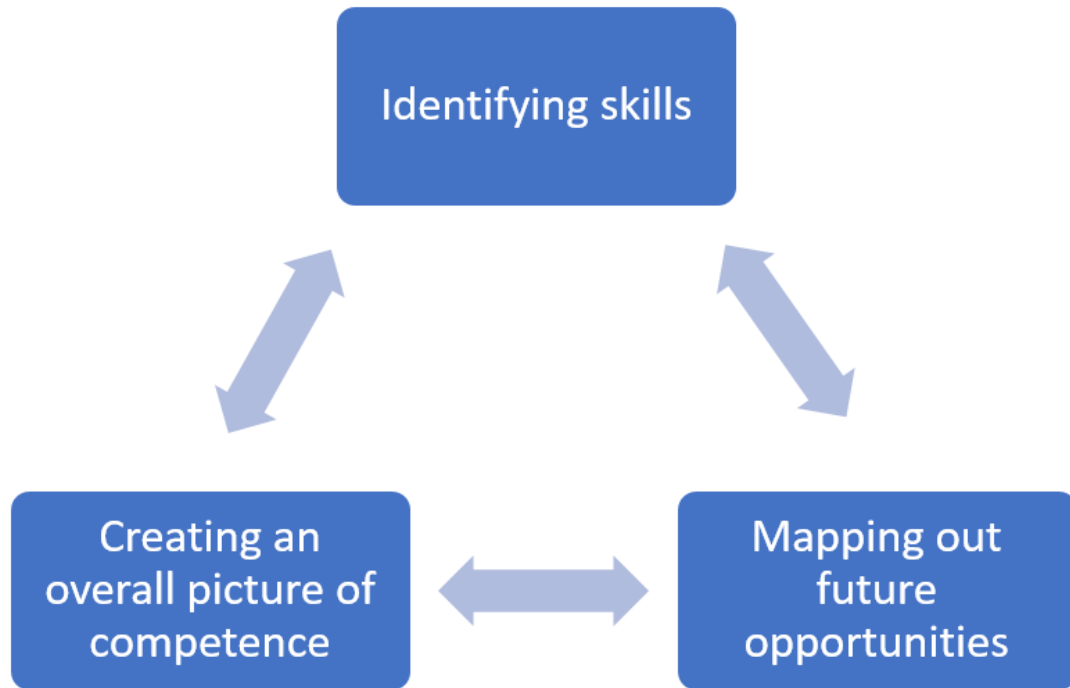 Identifying skills
Creating an
overall picture of
competence
Mapping out
future
opportunities